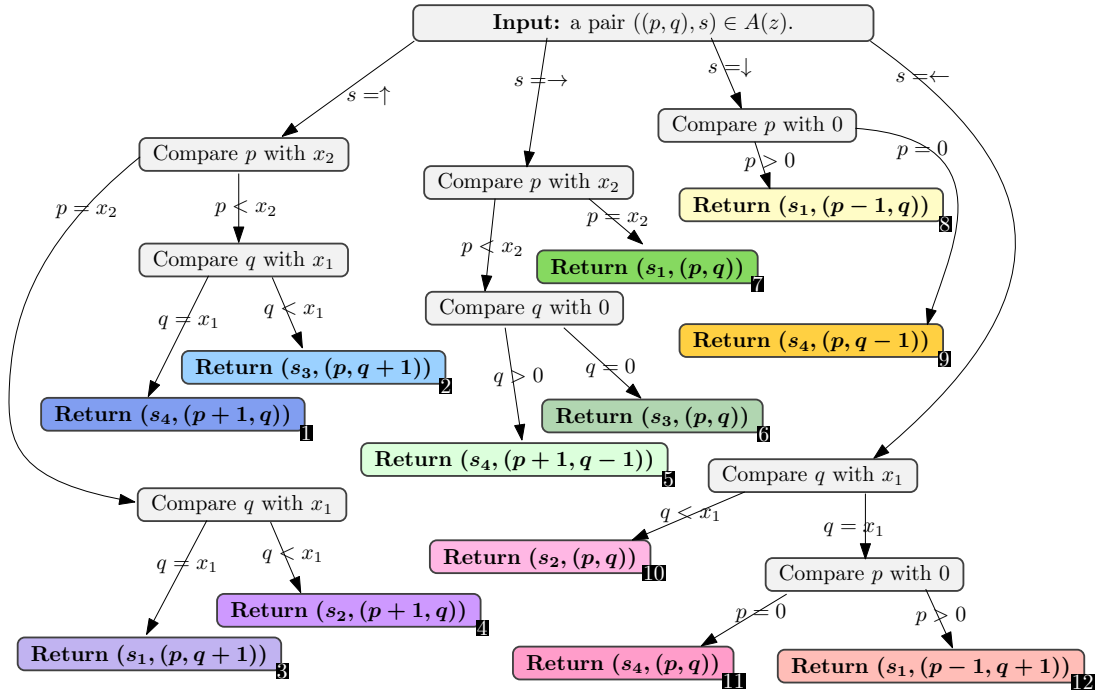 Input: a pair ((p, q), s) ∈ A(z).
s =↑
s =→
s =↓
s =←
Compare p with 0
p = 0
Compare p with x₂
p > 0
Compare p with x₂
Return (s₁, (p − 1, q))
8
p = x₂
p < x₂
p = x₂
p < x₂
Compare q with x₁
Return (s₁, (p, q))
7
Compare q with 0
q = x₁
q < x₁
Return (s₄, (p, q − 1))
9
Return (s₃, (p, q + 1))
2
q > 0
q = 0
Return (s₄, (p + 1, q))
1
Return (s₃, (p, q))
6
Return (s₄, (p + 1, q − 1))
5
Compare q with x₁
Compare q with x₁
q < x₁
q = x₁
q = x₁
q < x₁
Return (s₂, (p, q))
10
Compare p with 0
Return (s₂, (p + 1, q))
4
p = 0
p > 0
Return (s₁, (p, q + 1))
3
Return (s₄, (p, q))
11
Return (s₁, (p − 1, q + 1))
12